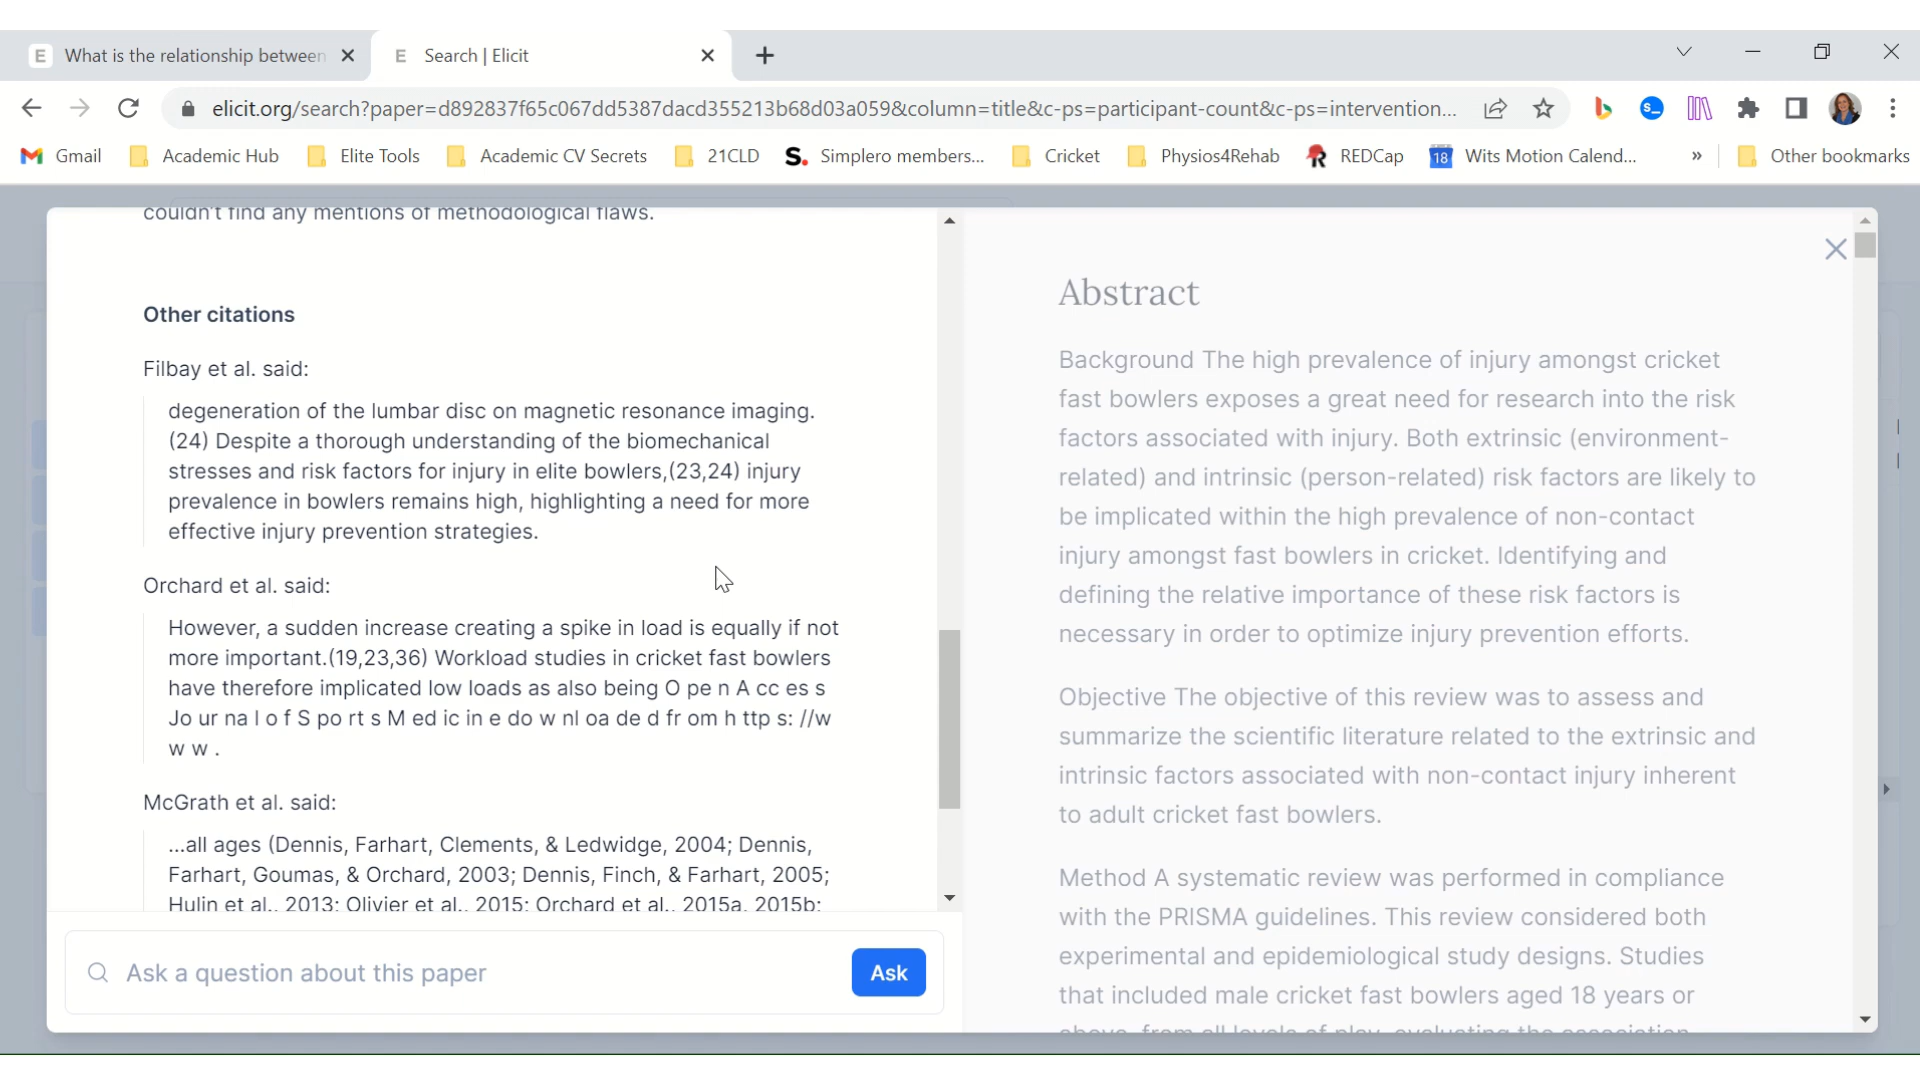 E What is the relationship between
E Search | Elicit
elicit.org/search?paper=d892837f65c067dd5387dacd355213b68d03a059&column=title&c-ps=participant-count&c-ps=intervention...
Gmail Academic Hub Elite Tools Academic CV Secrets 21CLD S. Simplero members... Cricket Physios4Rehab REDCap 18 Wits Motion Calend... » Other bookmarks
couldn't find any mentions of methodological flaws.
Other citations
Filbay et al. said:
degeneration of the lumbar disc on magnetic resonance imaging.
(24) Despite a thorough understanding of the biomechanical
stresses and risk factors for injury in elite bowlers,(23,24) injury
prevalence in bowlers remains high, highlighting a need for more
effective injury prevention strategies.
Orchard et al. said:
However, a sudden increase creating a spike in load is equally if not
more important.(19,23,36) Workload studies in cricket fast bowlers
have therefore implicated low loads as also being O pe n A cc es s
Jo ur na l o f S po rt s M ed ic in e do w nl oa de d fr om h ttp s: //w
w w .
McGrath et al. said:
...all ages (Dennis, Farhart, Clements, & Ledwidge, 2004; Dennis,
Farhart, Goumas, & Orchard, 2003; Dennis, Finch, & Farhart, 2005;
Hulin et al., 2013; Olivier et al., 2015; Orchard et al., 2015a, 2015b;
Ask a question about this paper
Ask
Abstract
Background The high prevalence of injury amongst cricket
fast bowlers exposes a great need for research into the risk
factors associated with injury. Both extrinsic (environment-
related) and intrinsic (person-related) risk factors are likely to
be implicated within the high prevalence of non-contact
injury amongst fast bowlers in cricket. Identifying and
defining the relative importance of these risk factors is
necessary in order to optimize injury prevention efforts.
Objective The objective of this review was to assess and
summarize the scientific literature related to the extrinsic and
intrinsic factors associated with non-contact injury inherent
to adult cricket fast bowlers.
Method A systematic review was performed in compliance
with the PRISMA guidelines. This review considered both
experimental and epidemiological study designs. Studies
that included male cricket fast bowlers aged 18 years or
above, from all levels of play, evaluating the association